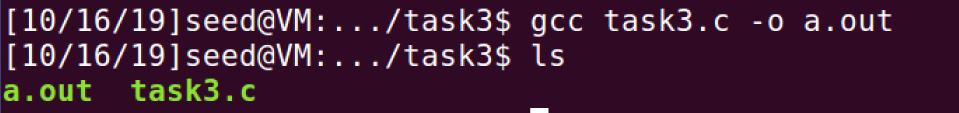 [10/16/19]seed@VM:.../task3$ gcc task3.c -o a.out
[10/16/19]seed@VM:.../task3$ ls
a.out  task3.c